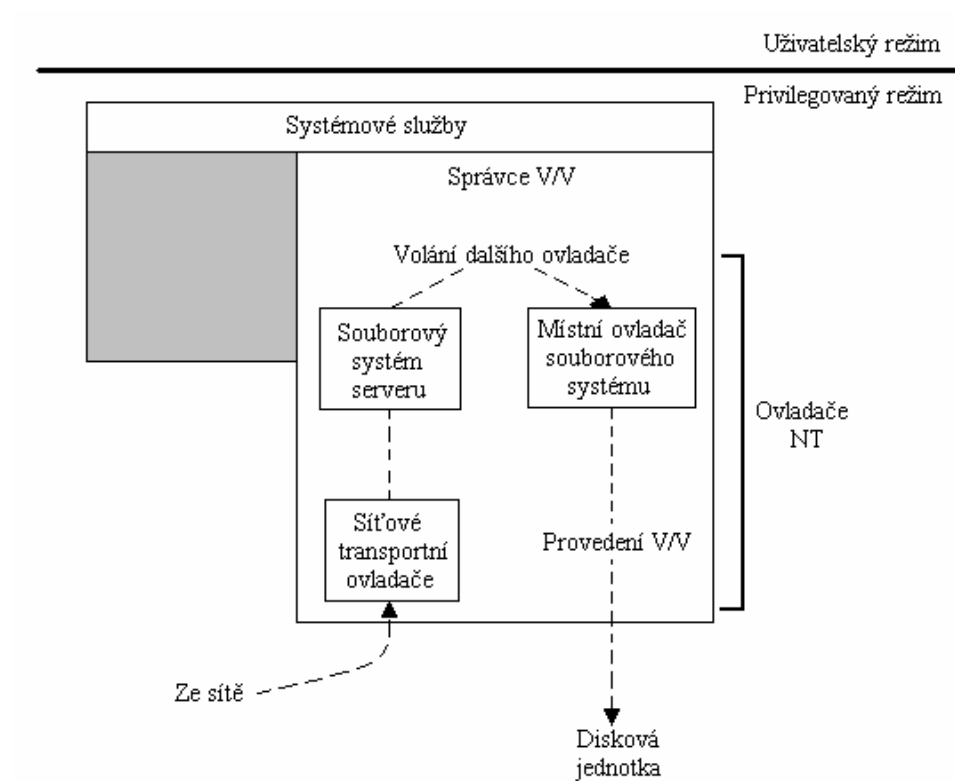 Uživatelský režim
Privilegovaný režim
Systémové služby
Správce V/V
Volání dalšího ovladače
Souborový
systém
serveru
Místní ovladač
souborového
systému
Ovladače
NT
Síťové
transportní
ovladače
Provedení V/V
Ze sítě
Disková
jednotka